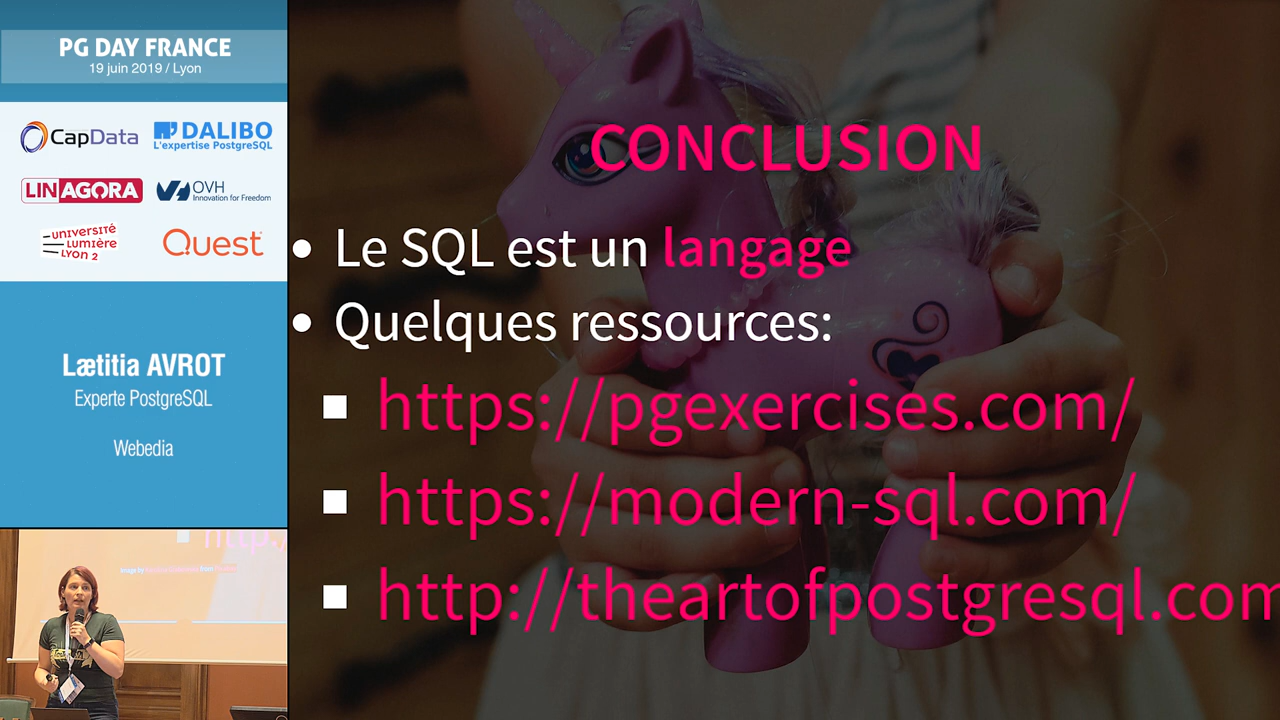 PG DAY FRANCE
19 juin 2019 / Lyon
CapData
DALIBO
L'expertise PostgreSQL
LINAGORA
OVH
Innovation for Freedom
UNIVERSITÉ
LUMIÈRE
LYON 2
Quest
Lætitia AVROT
Experte PostgreSQL
Webedia
http:/
CONCLUSION
Le SQL est un langage
Quelques ressources:
https://pgexercises.com/
https://modern-sql.com/
http://theartofpostgresql.com